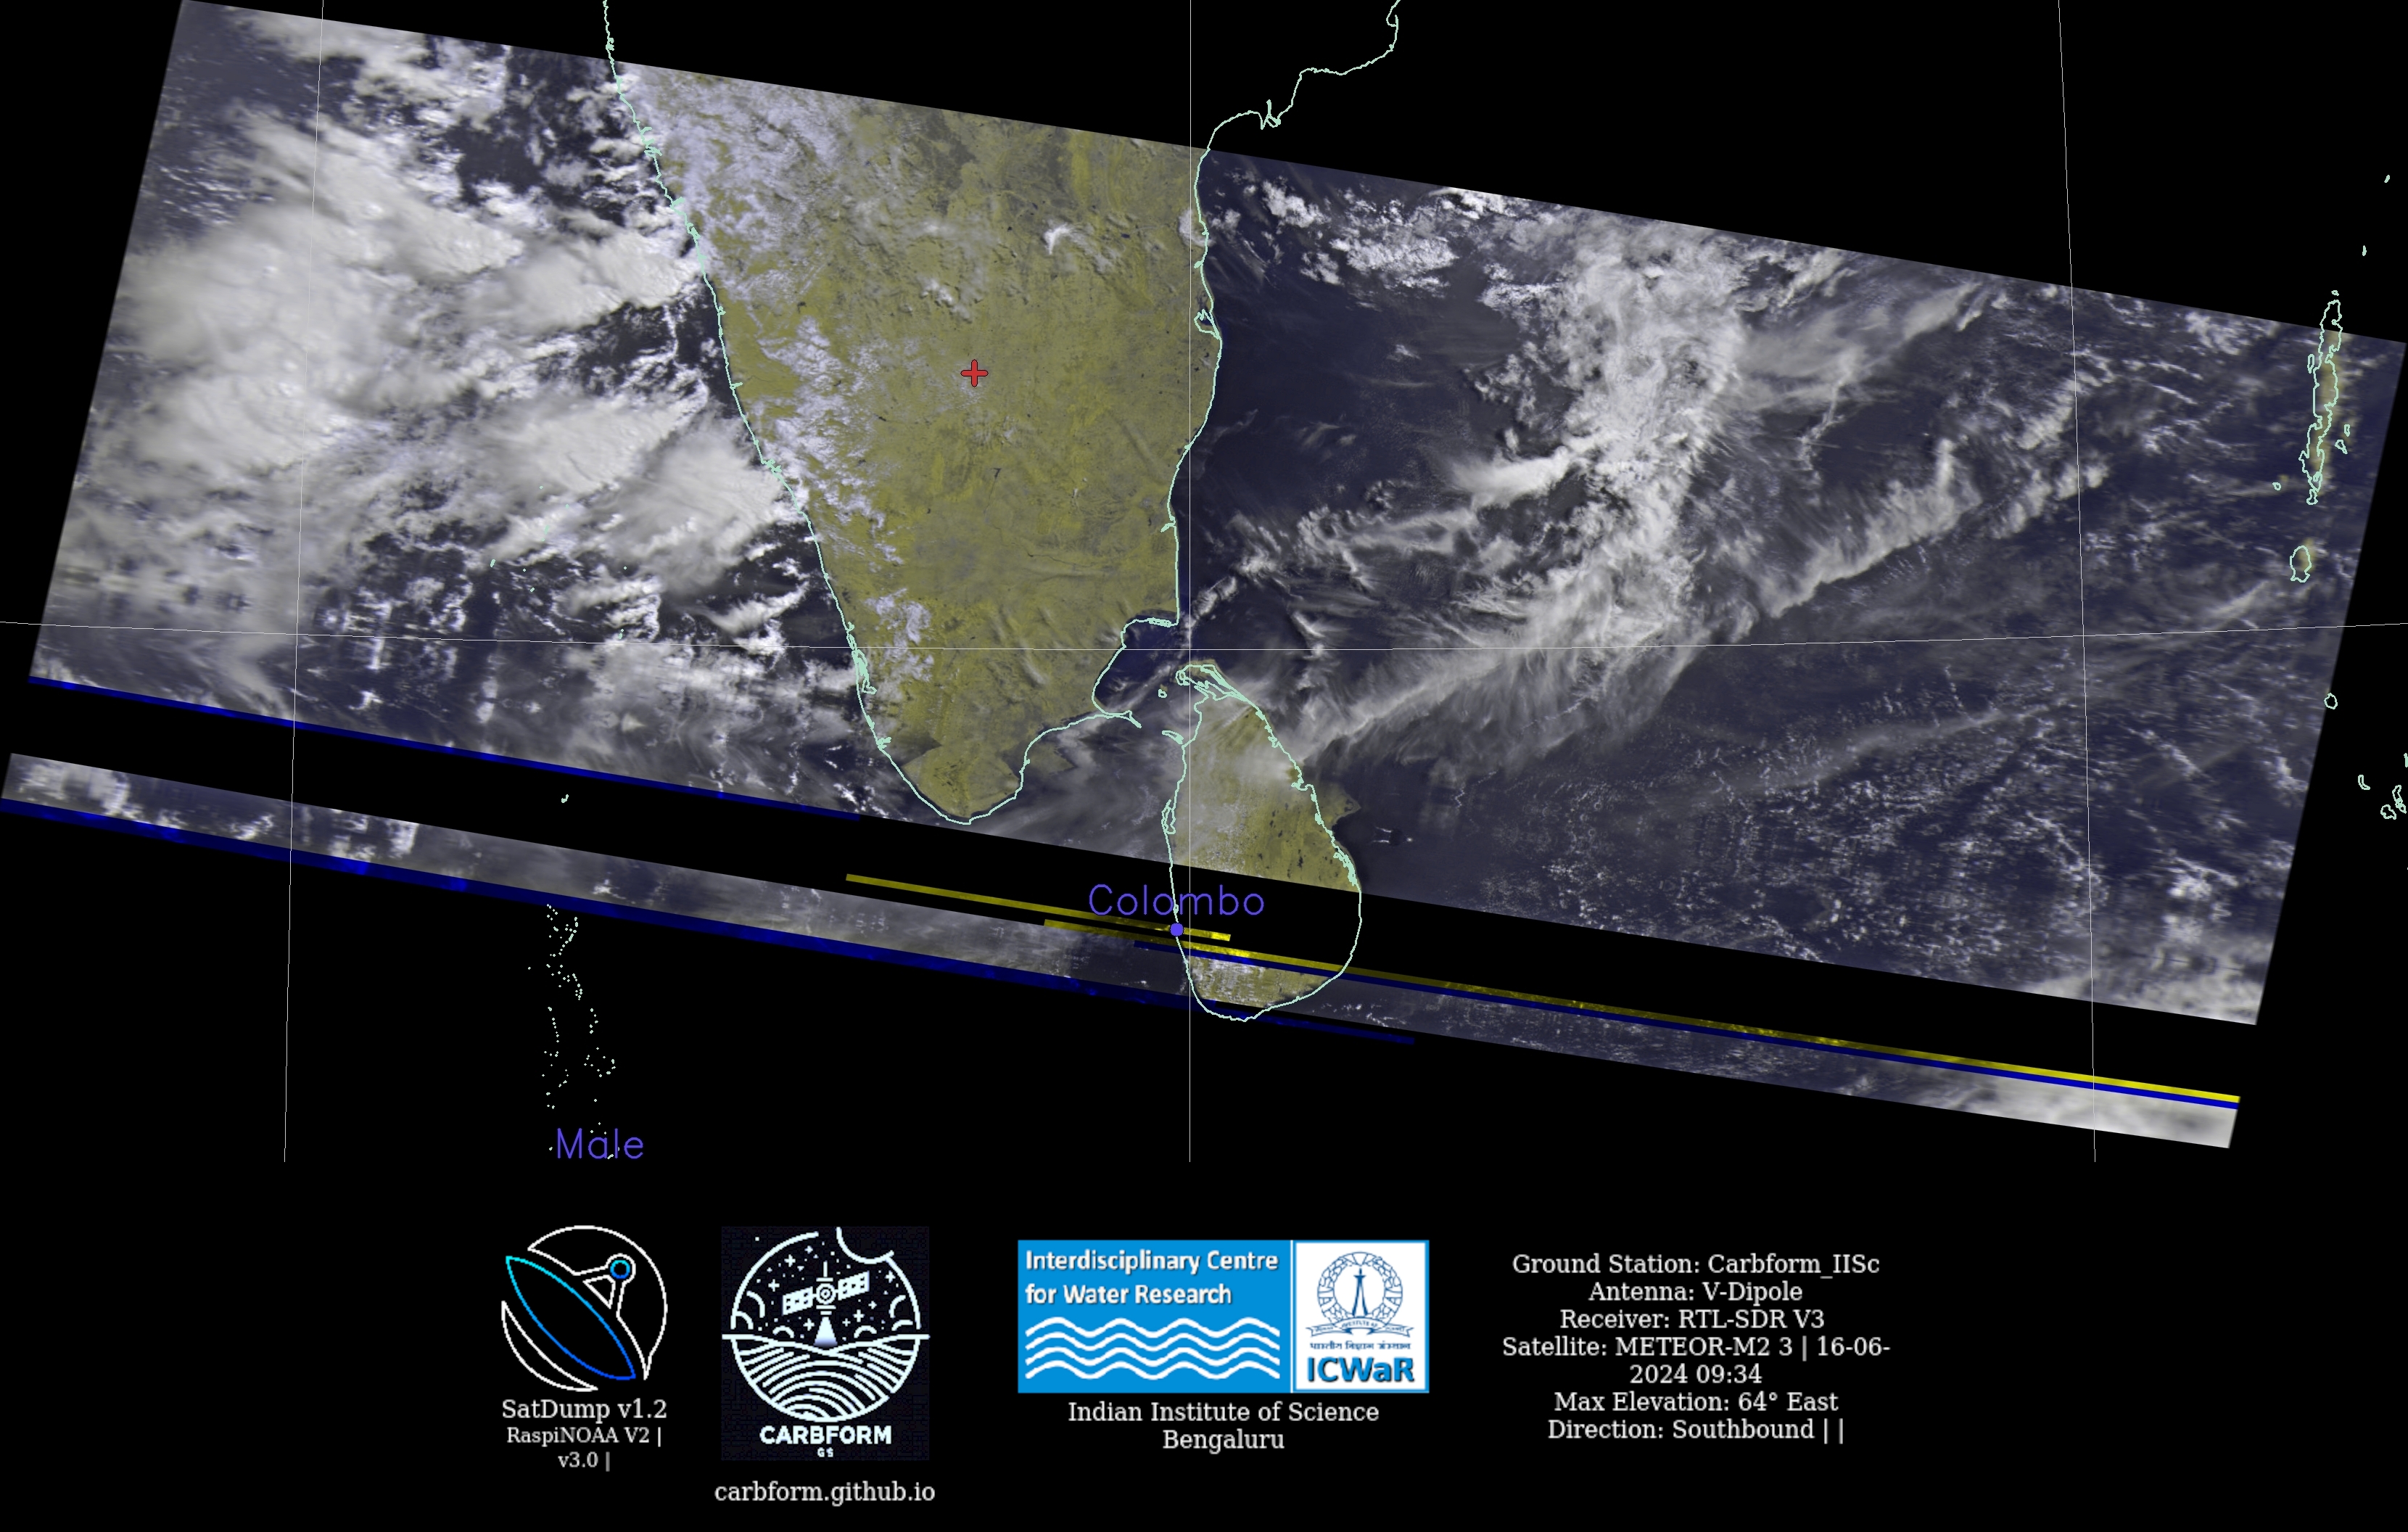 Colombo
Male
SatDump v1.2
RaspiNOAA V2 |
v3.0 |
CARBFORM
GS
carbform.github.io
Interdisciplinary Centre
for Water Research
भारतीय विज्ञान संस्थान
ICWaR
Indian Institute of Science
Bengaluru
Ground Station: Carbform_IISc
Antenna: V-Dipole
Receiver: RTL-SDR V3
Satellite: METEOR-M2 3 | 16-06-
2024 09:34
Max Elevation: 64° East
Direction: Southbound | |